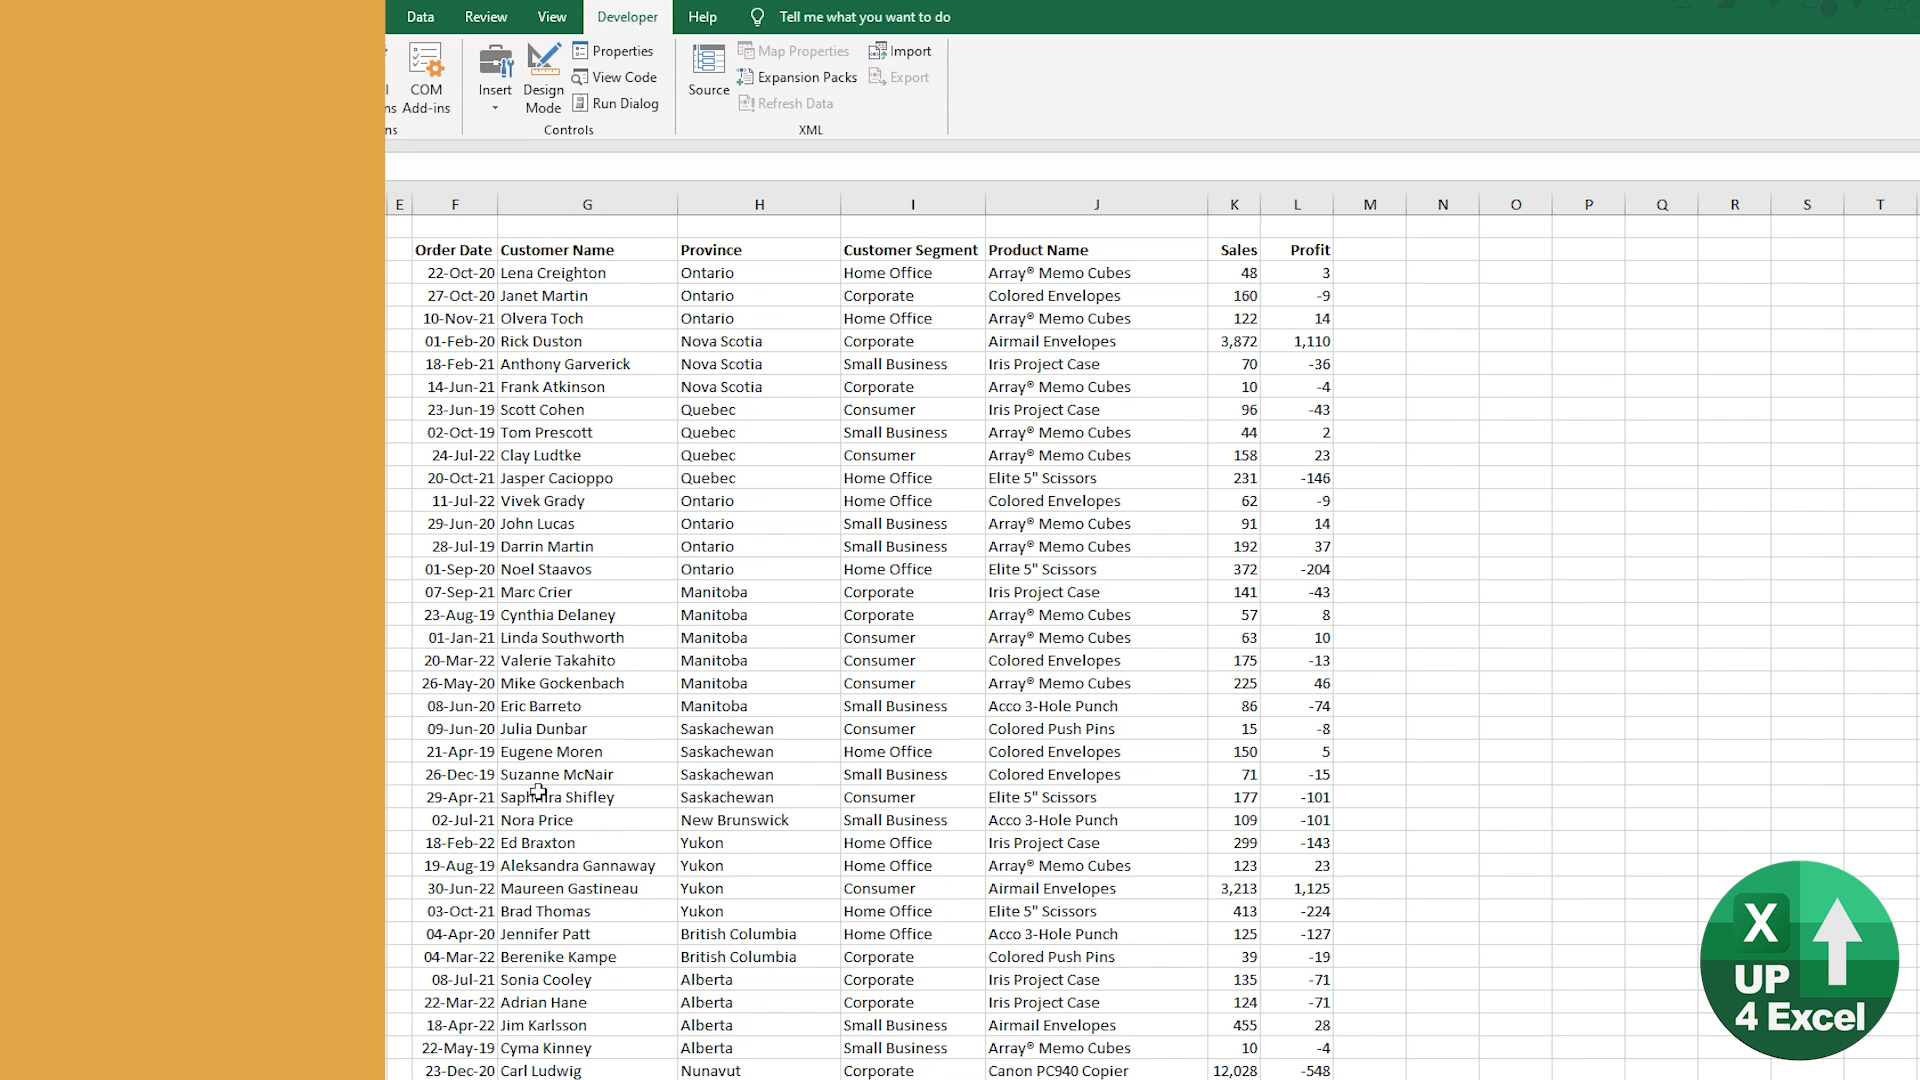 Data Review View Developer Help Tell me what you want to do
COM Add-ins
Insert
Design Mode
Properties
View Code
Run Dialog
Controls
Source
Map Properties
Expansion Packs
Refresh Data
Import
Export
XML
E F G H I J K L M N O P Q R S T
Order Date Customer Name Province Customer Segment Product Name Sales Profit
22-Oct-20 Lena Creighton Ontario Home Office Array® Memo Cubes 48 3
27-Oct-20 Janet Martin Ontario Corporate Colored Envelopes 160 -9
10-Nov-21 Olvera Toch Ontario Home Office Array® Memo Cubes 122 14
01-Feb-20 Rick Duston Nova Scotia Corporate Airmail Envelopes 3,872 1,110
18-Feb-21 Anthony Garverick Nova Scotia Small Business Iris Project Case 70 -36
14-Jun-21 Frank Atkinson Nova Scotia Corporate Array® Memo Cubes 10 -4
23-Jun-19 Scott Cohen Quebec Consumer Iris Project Case 96 -43
02-Oct-19 Tom Prescott Quebec Small Business Array® Memo Cubes 44 2
24-Jul-22 Clay Ludtke Quebec Consumer Array® Memo Cubes 158 23
20-Oct-21 Jasper Cacioppo Quebec Home Office Elite 5" Scissors 231 -146
11-Jul-22 Vivek Grady Ontario Home Office Colored Envelopes 62 -9
29-Jun-20 John Lucas Ontario Small Business Array® Memo Cubes 91 14
28-Jul-19 Darrin Martin Ontario Small Business Array® Memo Cubes 192 37
01-Sep-20 Noel Staavos Ontario Home Office Elite 5" Scissors 372 -204
07-Sep-21 Marc Crier Manitoba Corporate Iris Project Case 141 -43
23-Aug-19 Cynthia Delaney Manitoba Corporate Array® Memo Cubes 57 8
01-Jan-21 Linda Southworth Manitoba Consumer Array® Memo Cubes 63 10
20-Mar-22 Valerie Takahito Manitoba Consumer Colored Envelopes 175 -13
26-May-20 Mike Gockenbach Manitoba Consumer Array® Memo Cubes 225 46
08-Jun-20 Eric Barreto Manitoba Small Business Acco 3-Hole Punch 86 -74
09-Jun-20 Julia Dunbar Saskachewan Consumer Colored Push Pins 15 -8
21-Apr-19 Eugene Moren Saskachewan Home Office Colored Envelopes 150 5
26-Dec-19 Suzanne McNair Saskachewan Small Business Colored Envelopes 71 -15
29-Apr-21 Shifley Saskachewan Consumer Elite 5" Scissors 177 -101
02-Jul-21 Nora Price New Brunswick Small Business Acco 3-Hole Punch 109 -101
18-Feb-22 Ed Braxton Yukon Home Office Iris Project Case 299 -143
19-Aug-19 Aleksandra Gannaway Yukon Home Office Array® Memo Cubes 123 23
30-Jun-22 Maureen Gastineau Yukon Consumer Airmail Envelopes 3,213 1,125
03-Oct-21 Brad Thomas Yukon Home Office Elite 5" Scissors 413 -224
04-Apr-20 Jennifer Patt British Columbia Home Office Acco 3-Hole Punch 125 -127
04-Mar-22 Berenike Kampe British Columbia Corporate Colored Push Pins 39 -19
08-Jul-21 Sonia Cooley Alberta Corporate Iris Project Case 135 -71
22-Mar-22 Adrian Hane Alberta Corporate Iris Project Case 124 -71
18-Apr-22 Jim Karlsson Alberta Small Business Airmail Envelopes 455 28
22-May-19 Cyma Kinney Alberta Small Business Array® Memo Cubes 10 -4
23-Dec-20 Carl Ludwig Nunavut Corporate Canon PC940 Copier 12,028 -548
X
UP
4 Excel